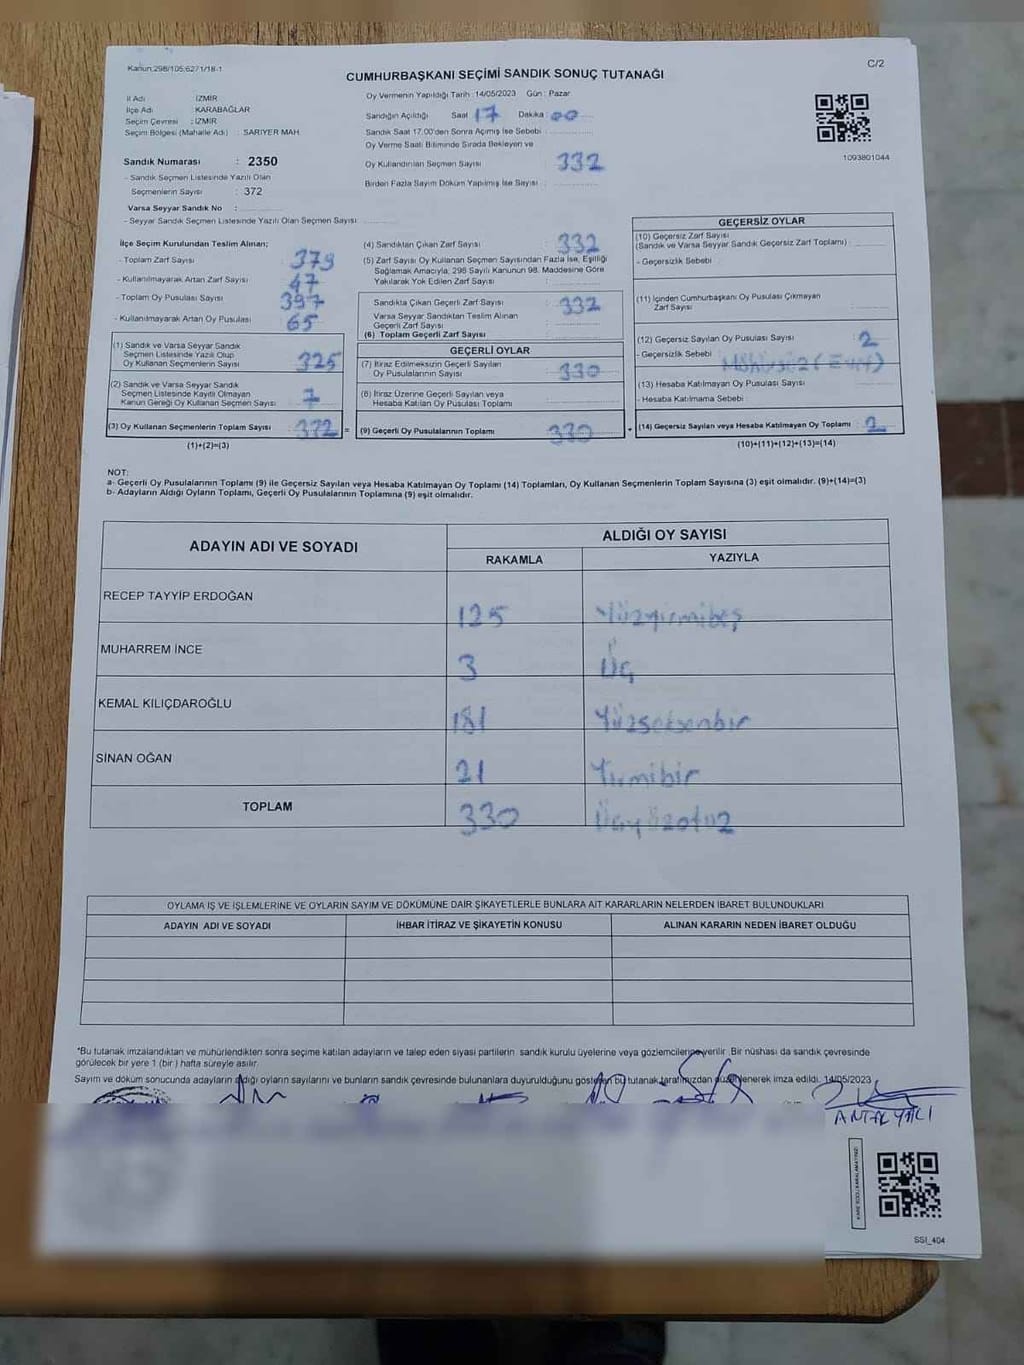 Kanun:298/105,6271/18-1
C/2
CUMHURBAŞKANI SEÇİMİ SANDIK SONUÇ TUTANAĞI
İl Adı : İZMİR
İlçe Adı : KARABAĞLAR
Seçim Çevresi : İZMİR
Seçim Bölgesi (Mahalle Adı) : SARIYER MAH.
Sandık Numarası : 2350
- Sandık Seçmen Listesinde Yazılı Olan
Seçmenlerin Sayısı : 372
Varsa Seyyar Sandık No :
- Seyyar Sandık Seçmen Listesinde Yazılı Olan Seçmen Sayısı:
Oy Vermenin Yapıldığı Tarih :14/05/2023 Gün : Pazar
Sandığın Açıldığı Saat 17 Dakika 00
Sandık Saat 17.00'den Sonra Açımış İse Sebebi :
Oy Verme Saati Bitiminde Sırada Bekleyen ve
Oy Kullandırılan Seçmen Sayısı : 332
Birden Fazla Sayım Döküm Yapılmış İse Sayısı :
1093801044
İlçe Seçim Kurulundan Teslim Alınan;
- Toplam Zarf Sayısı : 379
- Kullanılmayarak Artan Zarf Sayısı : 47
- Toplam Oy Pusulası Sayısı : 397
- Kullanılmayarak Artan Oy Pusulası : 65
(1) Sandık ve Varsa Seyyar Sandık
Seçmen Listesinde Yazılı Olup
Oy Kullanan Seçmenlerin Sayısı : 325
(2) Sandık ve Varsa Seyyar Sandık
Seçmen Listesinde Kayıtlı Olmayan
Kanun Gereği Oy Kullanan Seçmen Sayısı : 7
(3) Oy Kullanan Seçmenlerin Toplam Sayısı : 372 =
(1)+(2)=(3)
(4) Sandıktan Çıkan Zarf Sayısı : 332
(5) Zarf Sayısı Oy Kullanan Seçmen Sayısından Fazla İse, Eşitliği
Sağlamak Amacıyla, 298 Sayılı Kanunun 98. Maddesine Göre
Yakılarak Yok Edilen Zarf Sayısı :
Sandıkta Çıkan Geçerli Zarf Sayısı : 332
Varsa Seyyar Sandıktan Teslim Alınan
Geçerli Zarf Sayısı :
(6) Toplam Geçerli Zarf Sayısı :
GEÇERLİ OYLAR
(7) İtiraz Edilmeksizin Geçerli Sayılan
Oy Pusulalarının Sayısı : 330
(8) İtiraz Üzerine Geçerli Sayılan veya
Hesaba Katılan Oy Pusulası Toplamı :
(9) Geçerli Oy Pusulalarının Toplamı : 330 +
GEÇERSİZ OYLAR
(10) Geçersiz Zarf Sayısı
(Sandık ve Varsa Seyyar Sandık Geçersiz Zarf Toplamı) :
- Geçersizlik Sebebi :
(11) İçinden Cumhurbaşkanı Oy Pusulası Çıkmayan
Zarf Sayısı :
(12) Geçersiz Sayılan Oy Pusulası Sayısı : 2
- Geçersizlik Sebebi :
(13) Hesaba Katılmayan Oy Pusulası Sayısı :
- Hesaba Katılmama Sebebi :
(14) Geçersiz Sayılan veya Hesaba Katılmayan Oy Toplamı : 2
(10)+(11)+(12)+(13)=(14)
NOT:
a- Geçerli Oy Pusulalarının Toplamı (9) ile Geçersiz Sayılan veya Hesaba Katılmayan Oy Toplamı (14) Toplamları, Oy Kullanan Seçmenlerin Toplam Sayısına (3) eşit olmalıdır. (9)+(14)=(3)
b- Adayların Aldığı Oyların Toplamı, Geçerli Oy Pusulalarının Toplamına (9) eşit olmalıdır.
ADAYIN ADI VE SOYADI ALDIĞI OY SAYISI
RAKAMLA YAZIYLA
RECEP TAYYİP ERDOĞAN 125 Yüzyirmibeş
MUHARREM İNCE 3 Üç
KEMAL KILIÇDAROĞLU 181 Yüzseksenbir
SİNAN OĞAN 21 Yirmibir
TOPLAM 330 Üçyüzotuz
OYLAMA İŞ VE İŞLEMLERİNE VE OYLARIN SAYIM VE DÖKÜMÜNE DAİR ŞİKAYETLERLE BUNLARA AİT KARARLARIN NELERDEN İBARET BULUNDUKLARI
ADAYIN ADI VE SOYADI İHBAR İTİRAZ VE ŞİKAYETİN KONUSU ALINAN KARARIN NEDEN İBARET OLDUĞU
*Bu tutanak imzalandıktan ve mühürlendikten sonra seçime katılan adayların ve talep eden siyasi partilerin sandık kurulu üyelerine veya gözlemcilerine verilir. Bir nüshası da sandık çevresinde
görülecek bir yere 1 (bir) hafta süreyle asılır.
Sayım ve döküm sonucunda adayların aldığı oyların sayılarını ve bunların sandık çevresinde bulunanlara duyurulduğunu gösteren bu tutanak tarafımızdan düzenlenerek imza edildi. 14/05/2023
SSI_404